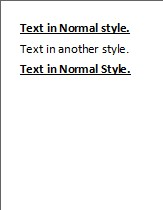 Text in Normal style.
Text in another style.
Text in Normal Style.